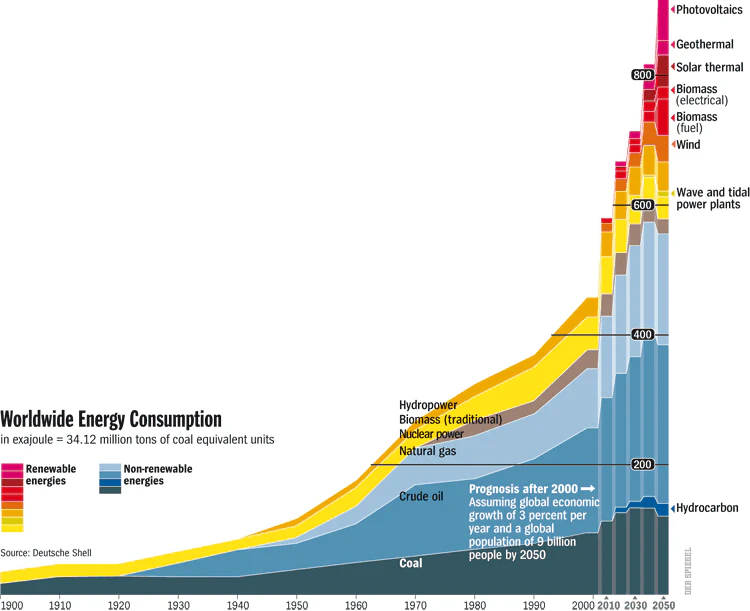 Photovoltaics
Geothermal
Solar thermal
800
Biomass
(electrical)
Biomass
(fuel)
Wind
Wave and tidal
power plants
600
400
Hydropower
Biomass (traditional)
Nuclear power
Natural gas
200
Worldwide Energy Consumption
in exajoule = 34.12 million tons of coal equivalent units
Renewable
energies
Non-renewable
energies
Crude oil
Prognosis after 2000
Assuming global economic
growth of 3 percent per
year and a global
population of 9 billion
people by 2050
Hydrocarbon
Source: Deutsche Shell
Coal
DER SPIEGEL
1900 1910 1920 1930 1940 1950 1960 1970 1980 1990 2000 2010 2030 2050